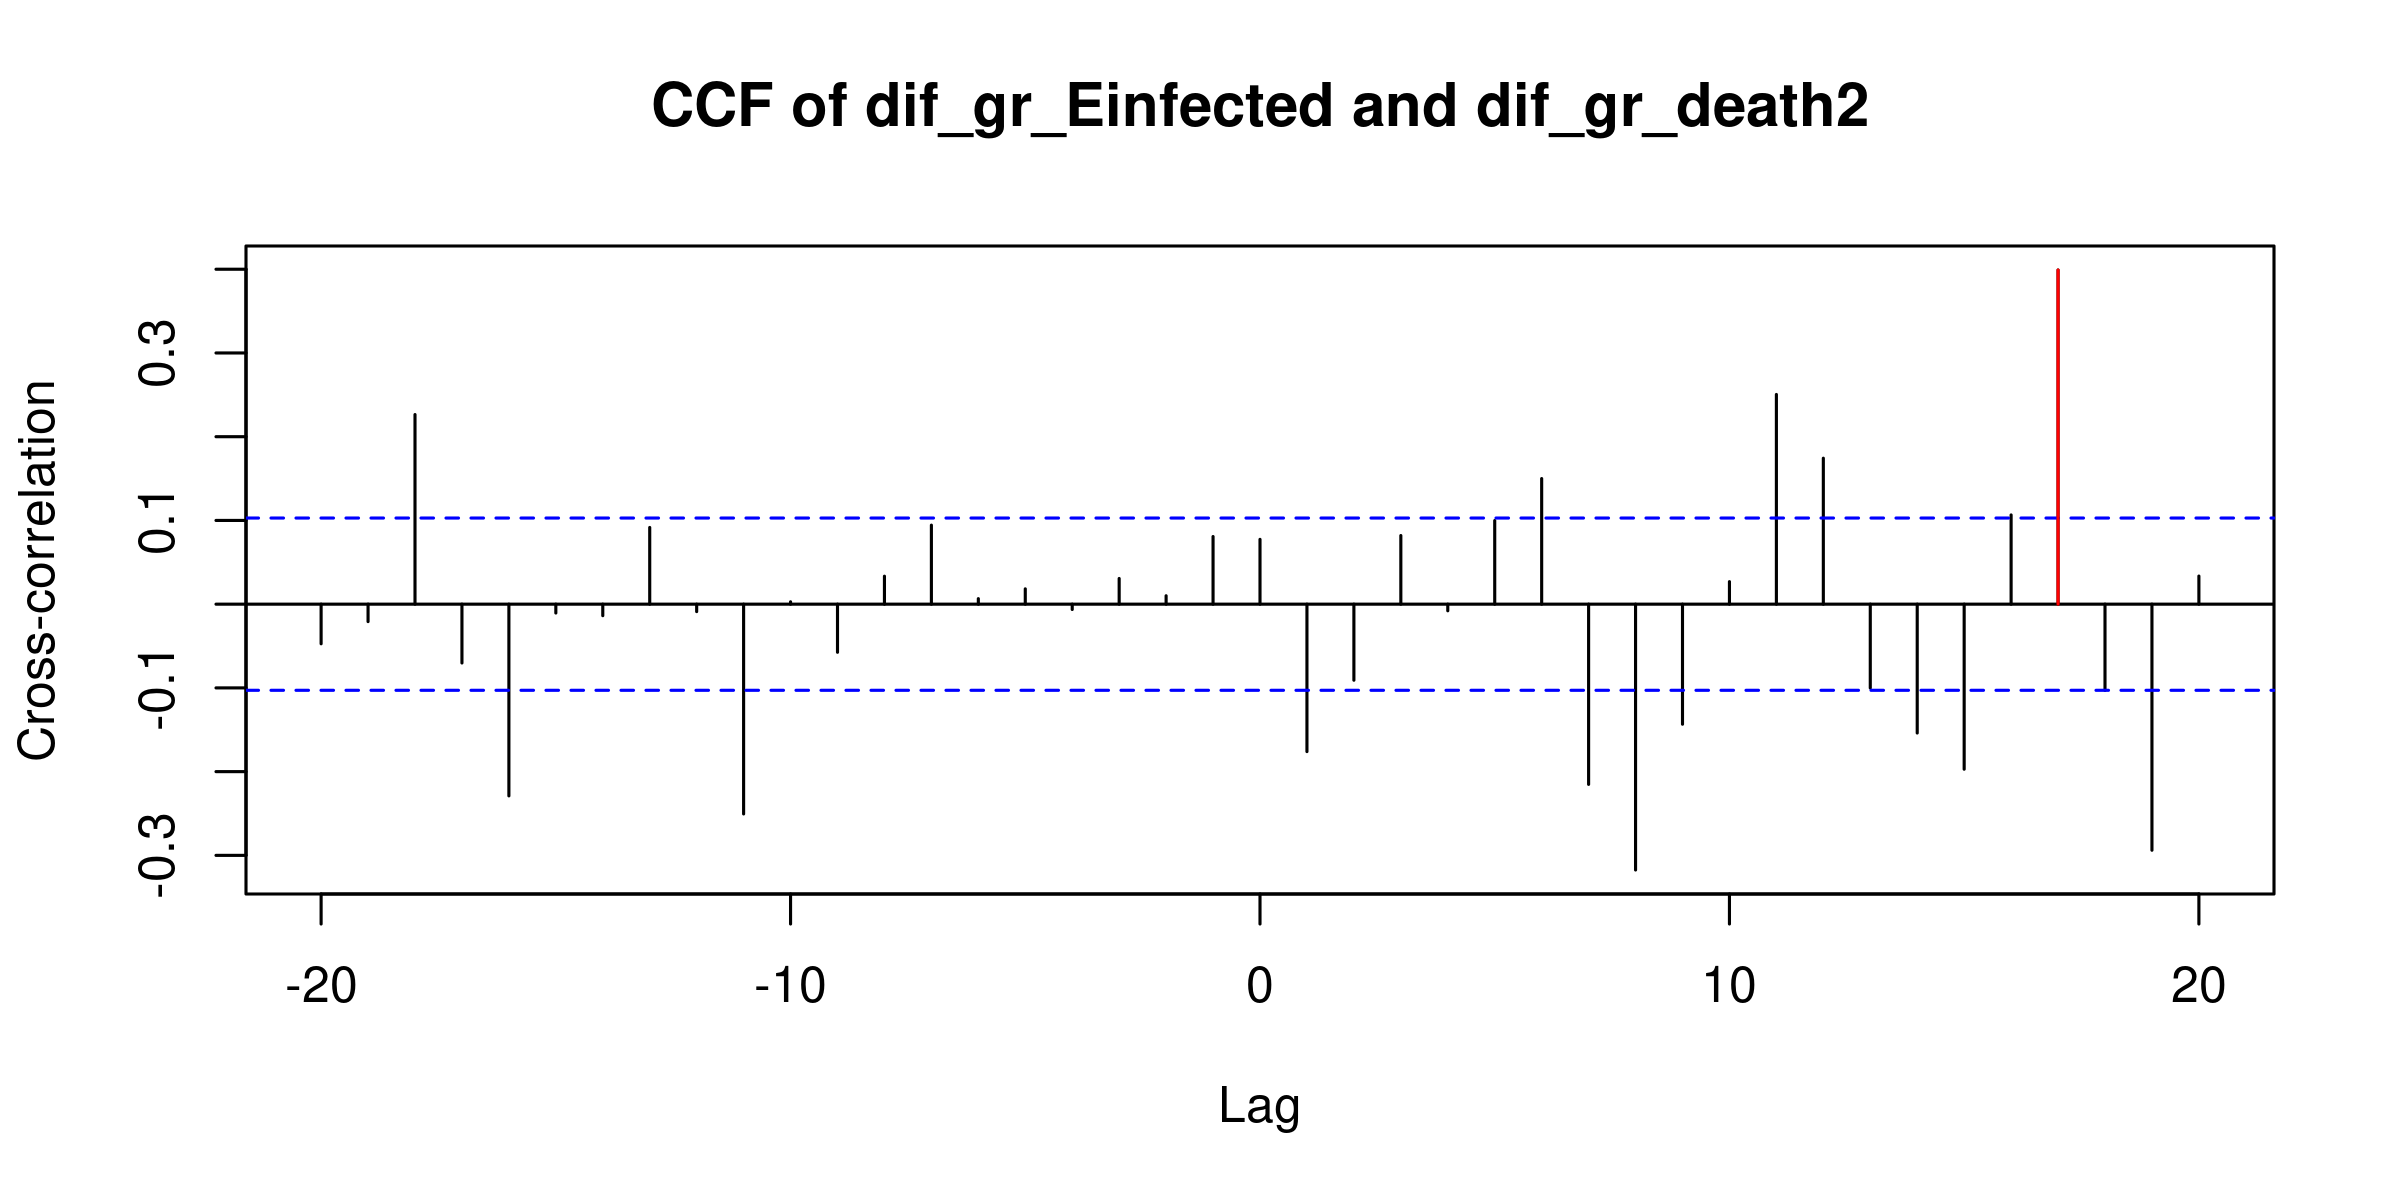 CCF of dif_gr_Einfected and dif_gr_death2
Cross-correlation
0.3
0.1
-0.1
-0.3
-20 -10 0 10 20
Lag